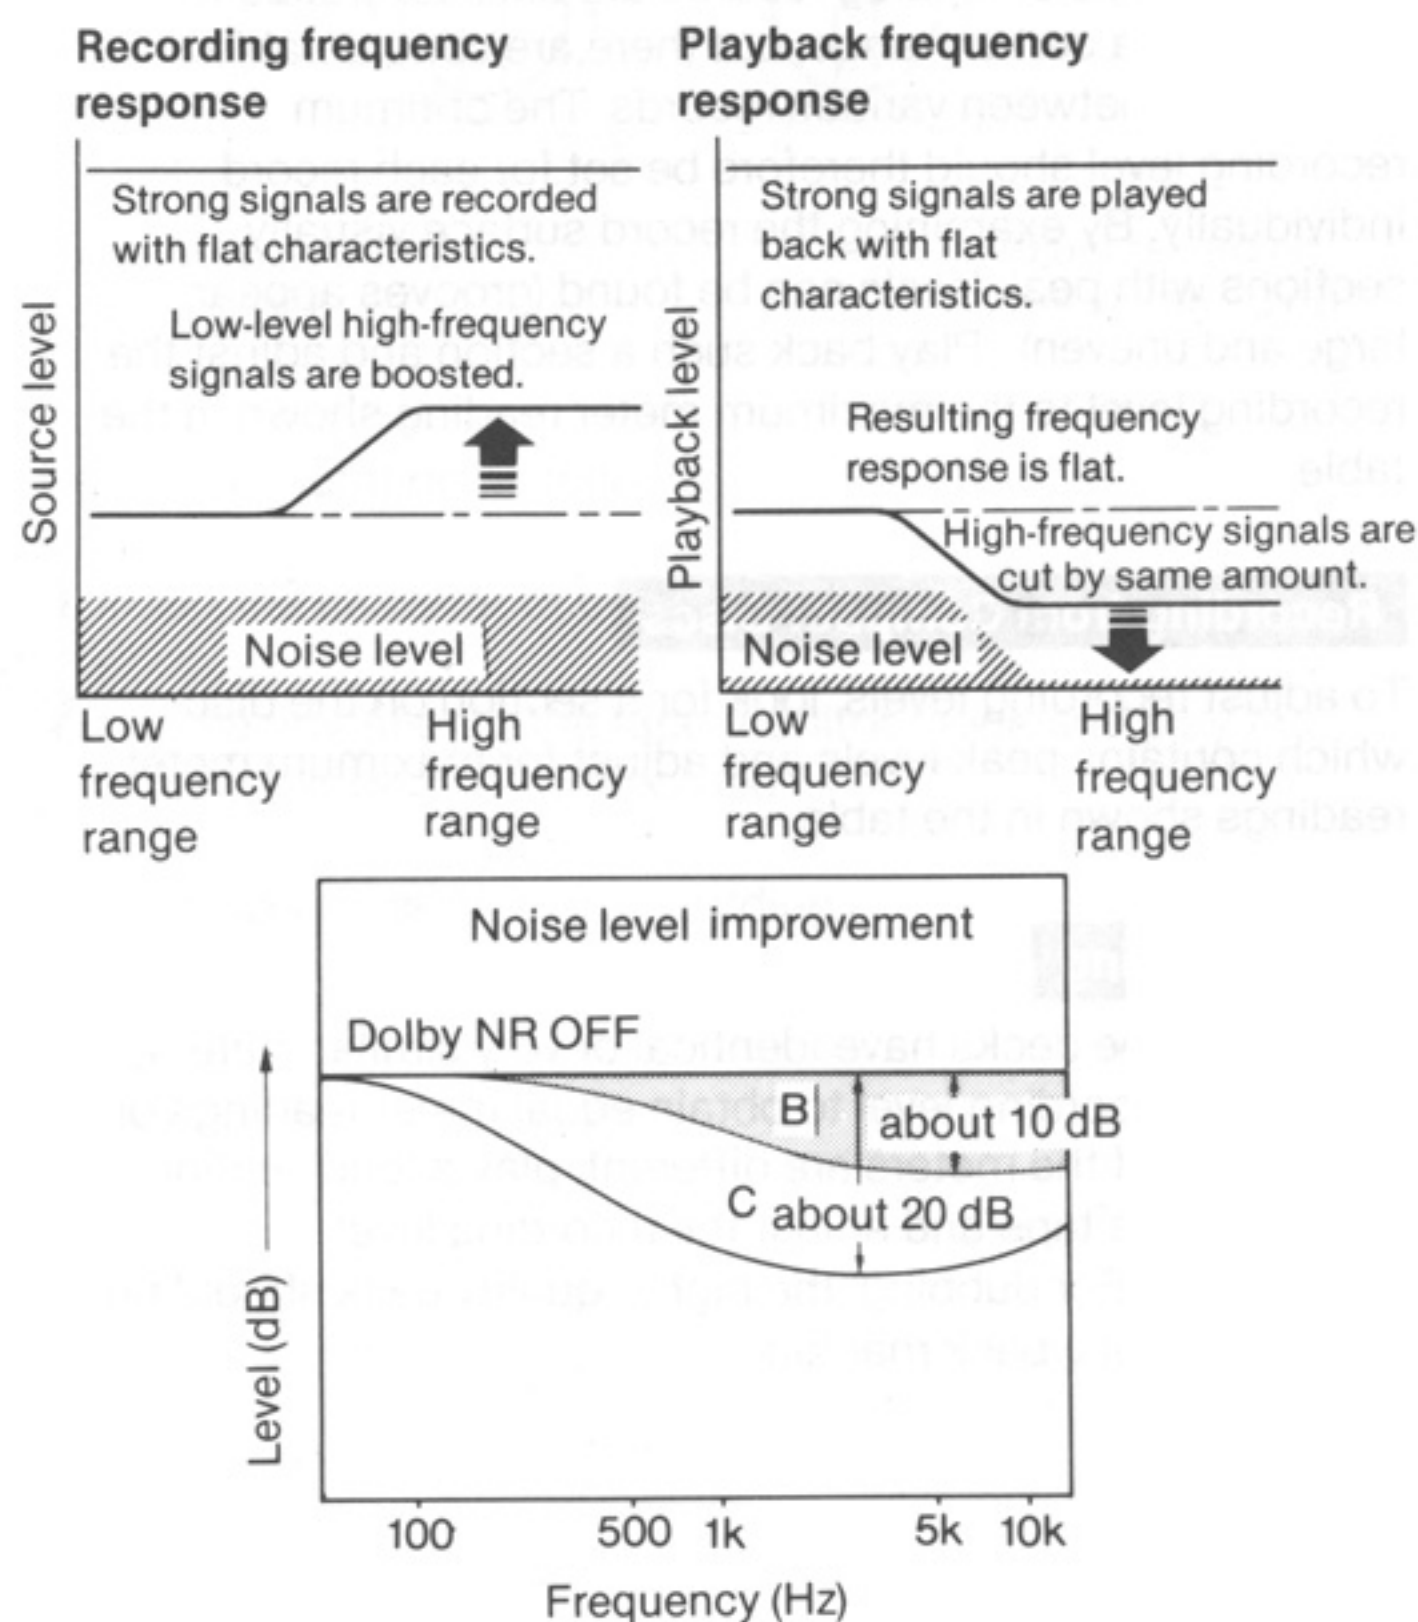 Recording frequency
response
Strong signals are recorded
with flat characteristics.
Low-level high-frequency
signals are boosted.
Source level
Noise level
Low
frequency
range
High
frequency
range
Playback frequency
response
Strong signals are played
back with flat
characteristics.
Resulting frequency
response is flat.
High-frequency signals are
cut by same amount.
Playback level
Noise level
Low
frequency
range
High
frequency
range
Noise level improvement
Dolby NR OFF
B
about 10 dB
C about 20 dB
Level (dB)
100 500 1k 5k 10k
Frequency (Hz)